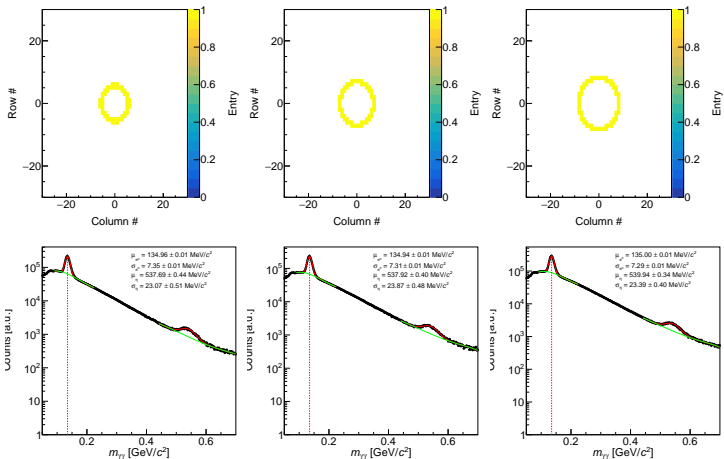 20
0
−20
Row #
−20 0 20
Column #
1
0.8
0.6
0.4
0.2
0
Entry
20
0
−20
Row #
−20 0 20
Column #
1
0.8
0.6
0.4
0.2
0
Entry
20
0
−20
Row #
−20 0 20
Column #
1
0.8
0.6
0.4
0.2
0
Entry
μπ⁰ = 134.96 ± 0.01 MeV/c²
σπ⁰ = 7.35 ± 0.01 MeV/c²
μη = 537.69 ± 0.44 MeV/c²
ση = 23.07 ± 0.51 MeV/c²
10⁵
10⁴
10³
10²
10
1
Counts [a.u.]
0.2 0.4 0.6
mγγ [GeV/c²]
μπ⁰ = 134.94 ± 0.01 MeV/c²
σπ⁰ = 7.31 ± 0.01 MeV/c²
μη = 537.92 ± 0.40 MeV/c²
ση = 23.87 ± 0.48 MeV/c²
10⁵
10⁴
10³
10²
10
1
Counts [a.u.]
0.2 0.4 0.6
mγγ [GeV/c²]
μπ⁰ = 135.00 ± 0.01 MeV/c²
σπ⁰ = 7.29 ± 0.01 MeV/c²
μη = 539.94 ± 0.34 MeV/c²
ση = 23.39 ± 0.40 MeV/c²
10⁵
10⁴
10³
10²
10
1
Counts [a.u.]
0.2 0.4 0.6
mγγ [GeV/c²]